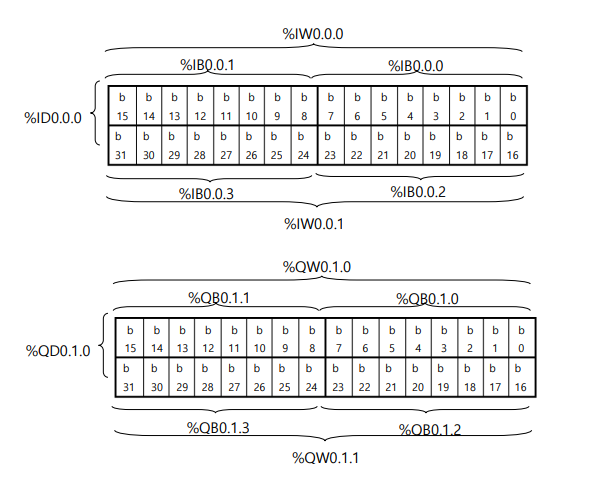 %IW0.0.0
%IB0.0.1 %IB0.0.0
b b b b b b b b b b b b b b b b
%ID0.0.0 15 14 13 12 11 10 9 8 7 6 5 4 3 2 1 0
b b b b b b b b b b b b b b b b
31 30 29 28 27 26 25 24 23 22 21 20 19 18 17 16
%IB0.0.3 %IB0.0.2
%IW0.0.1
%QW0.1.0
%QB0.1.1 %QB0.1.0
b b b b b b b b b b b b b b b b
%QD0.1.0 15 14 13 12 11 10 9 8 7 6 5 4 3 2 1 0
b b b b b b b b b b b b b b b b
31 30 29 28 27 26 25 24 23 22 21 20 19 18 17 16
%QB0.1.3 %QB0.1.2
%QW0.1.1